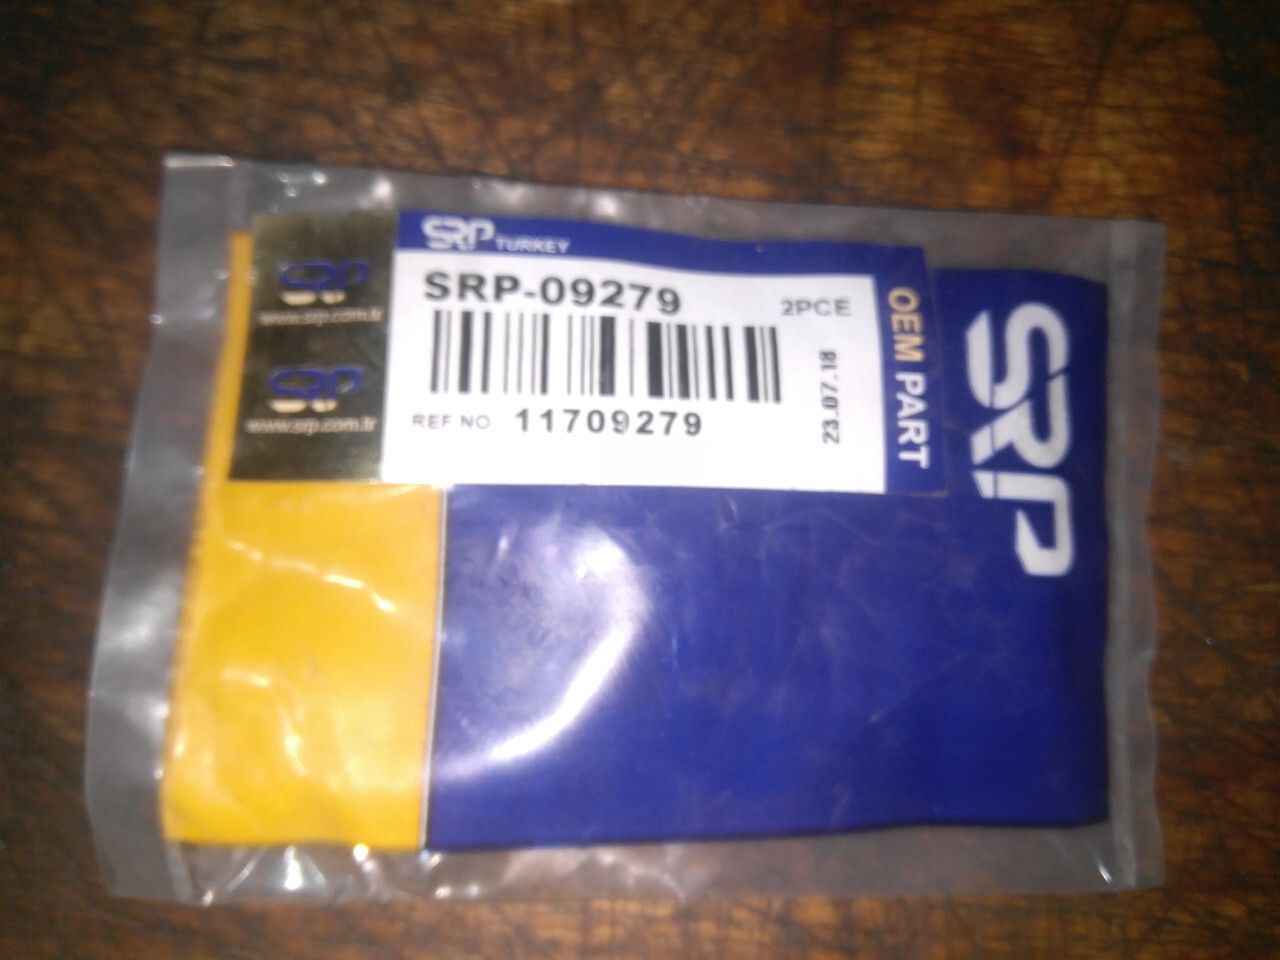 SRP TURKEY
SRP-09279
2PCE
REF NO 11709279
23.07.18
OEM PART
SRP
www.srp.com.tr
SRP
www.srp.com.tr
SRP